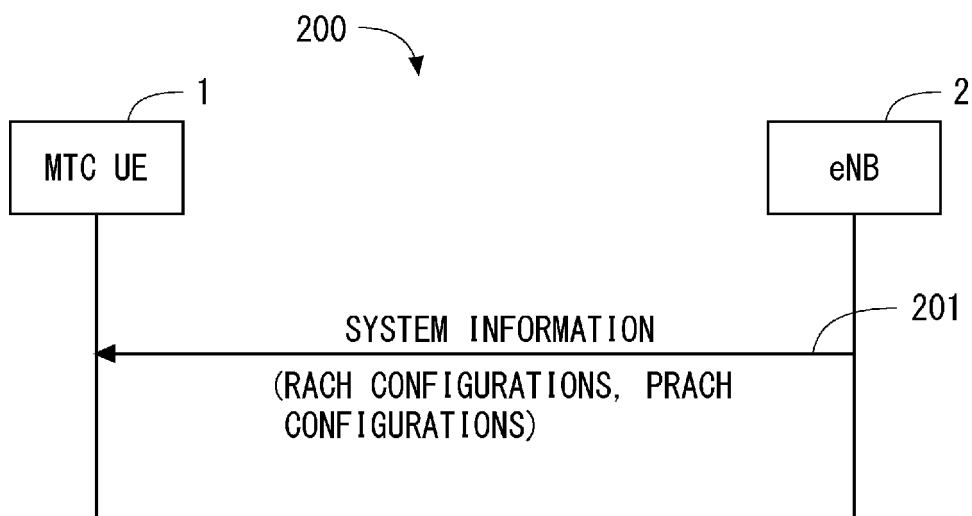 200
1
2
MTC UE
eNB
201
SYSTEM INFORMATION
(RACH CONFIGURATIONS, PRACH
CONFIGURATIONS)